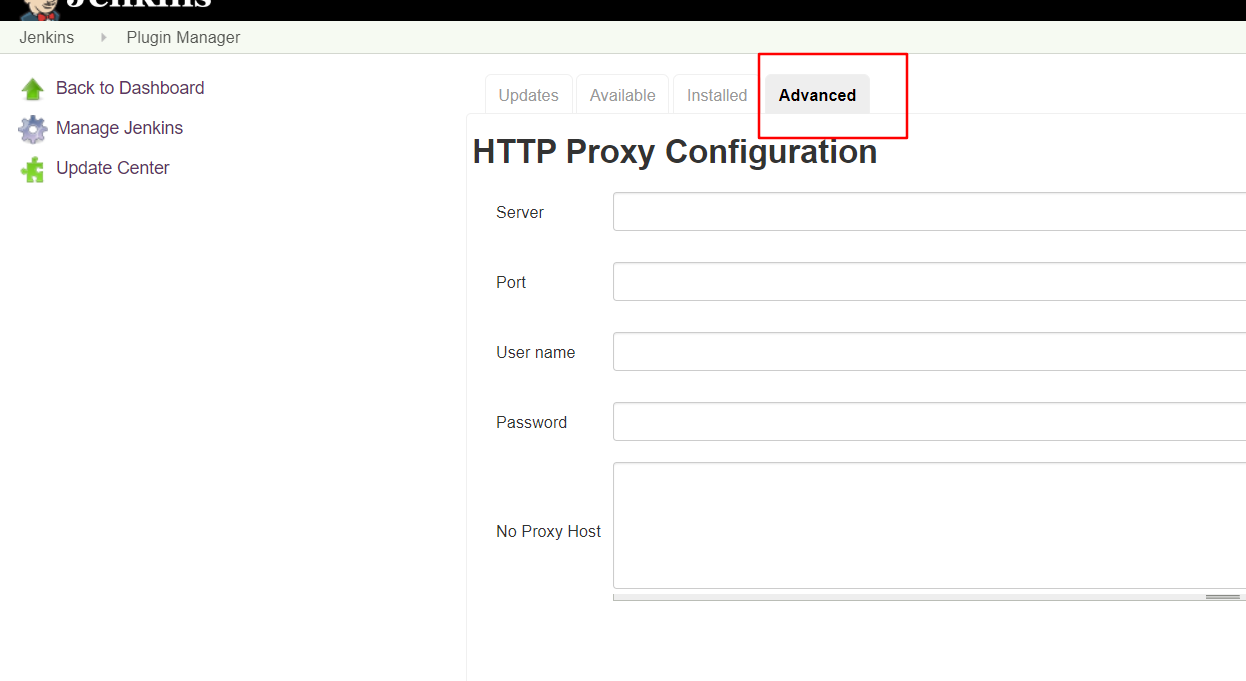 Jenkins
Jenkins Plugin Manager
Back to Dashboard
Manage Jenkins
Update Center
Updates Available Installed Advanced
HTTP Proxy Configuration
Server
Port
User name
Password
No Proxy Host